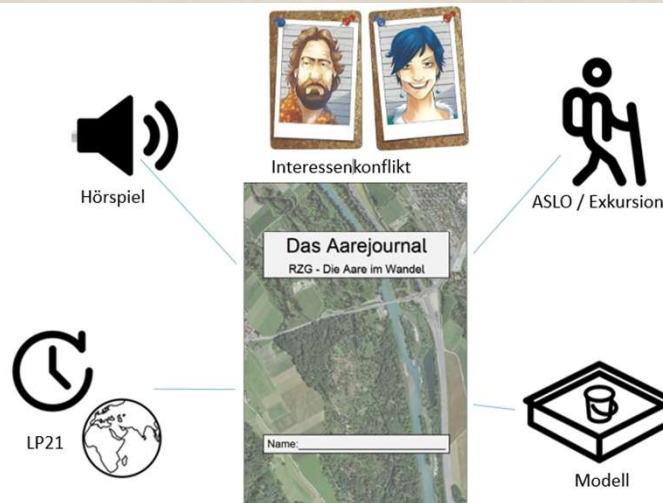 Interessenkonflikt
Hörspiel
ASLO / Exkursion
Das Aarejournal
RZG - Die Aare im Wandel
LP21
Name:
Modell